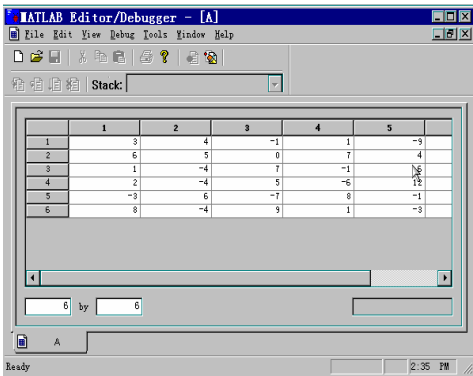 MATLAB Editor/Debugger - [A]
File Edit View Debug Tools Window Help
Stack:
1 2 3 4 5
1 3 4 -1 1 -9
2 6 5 0 7 4
3 1 -4 7 -1
4 2 -4 5 -6 12
5 -3 6 -7 8 -1
6 8 -4 9 1 -3
6 by 6
A
Ready 2:35 PM